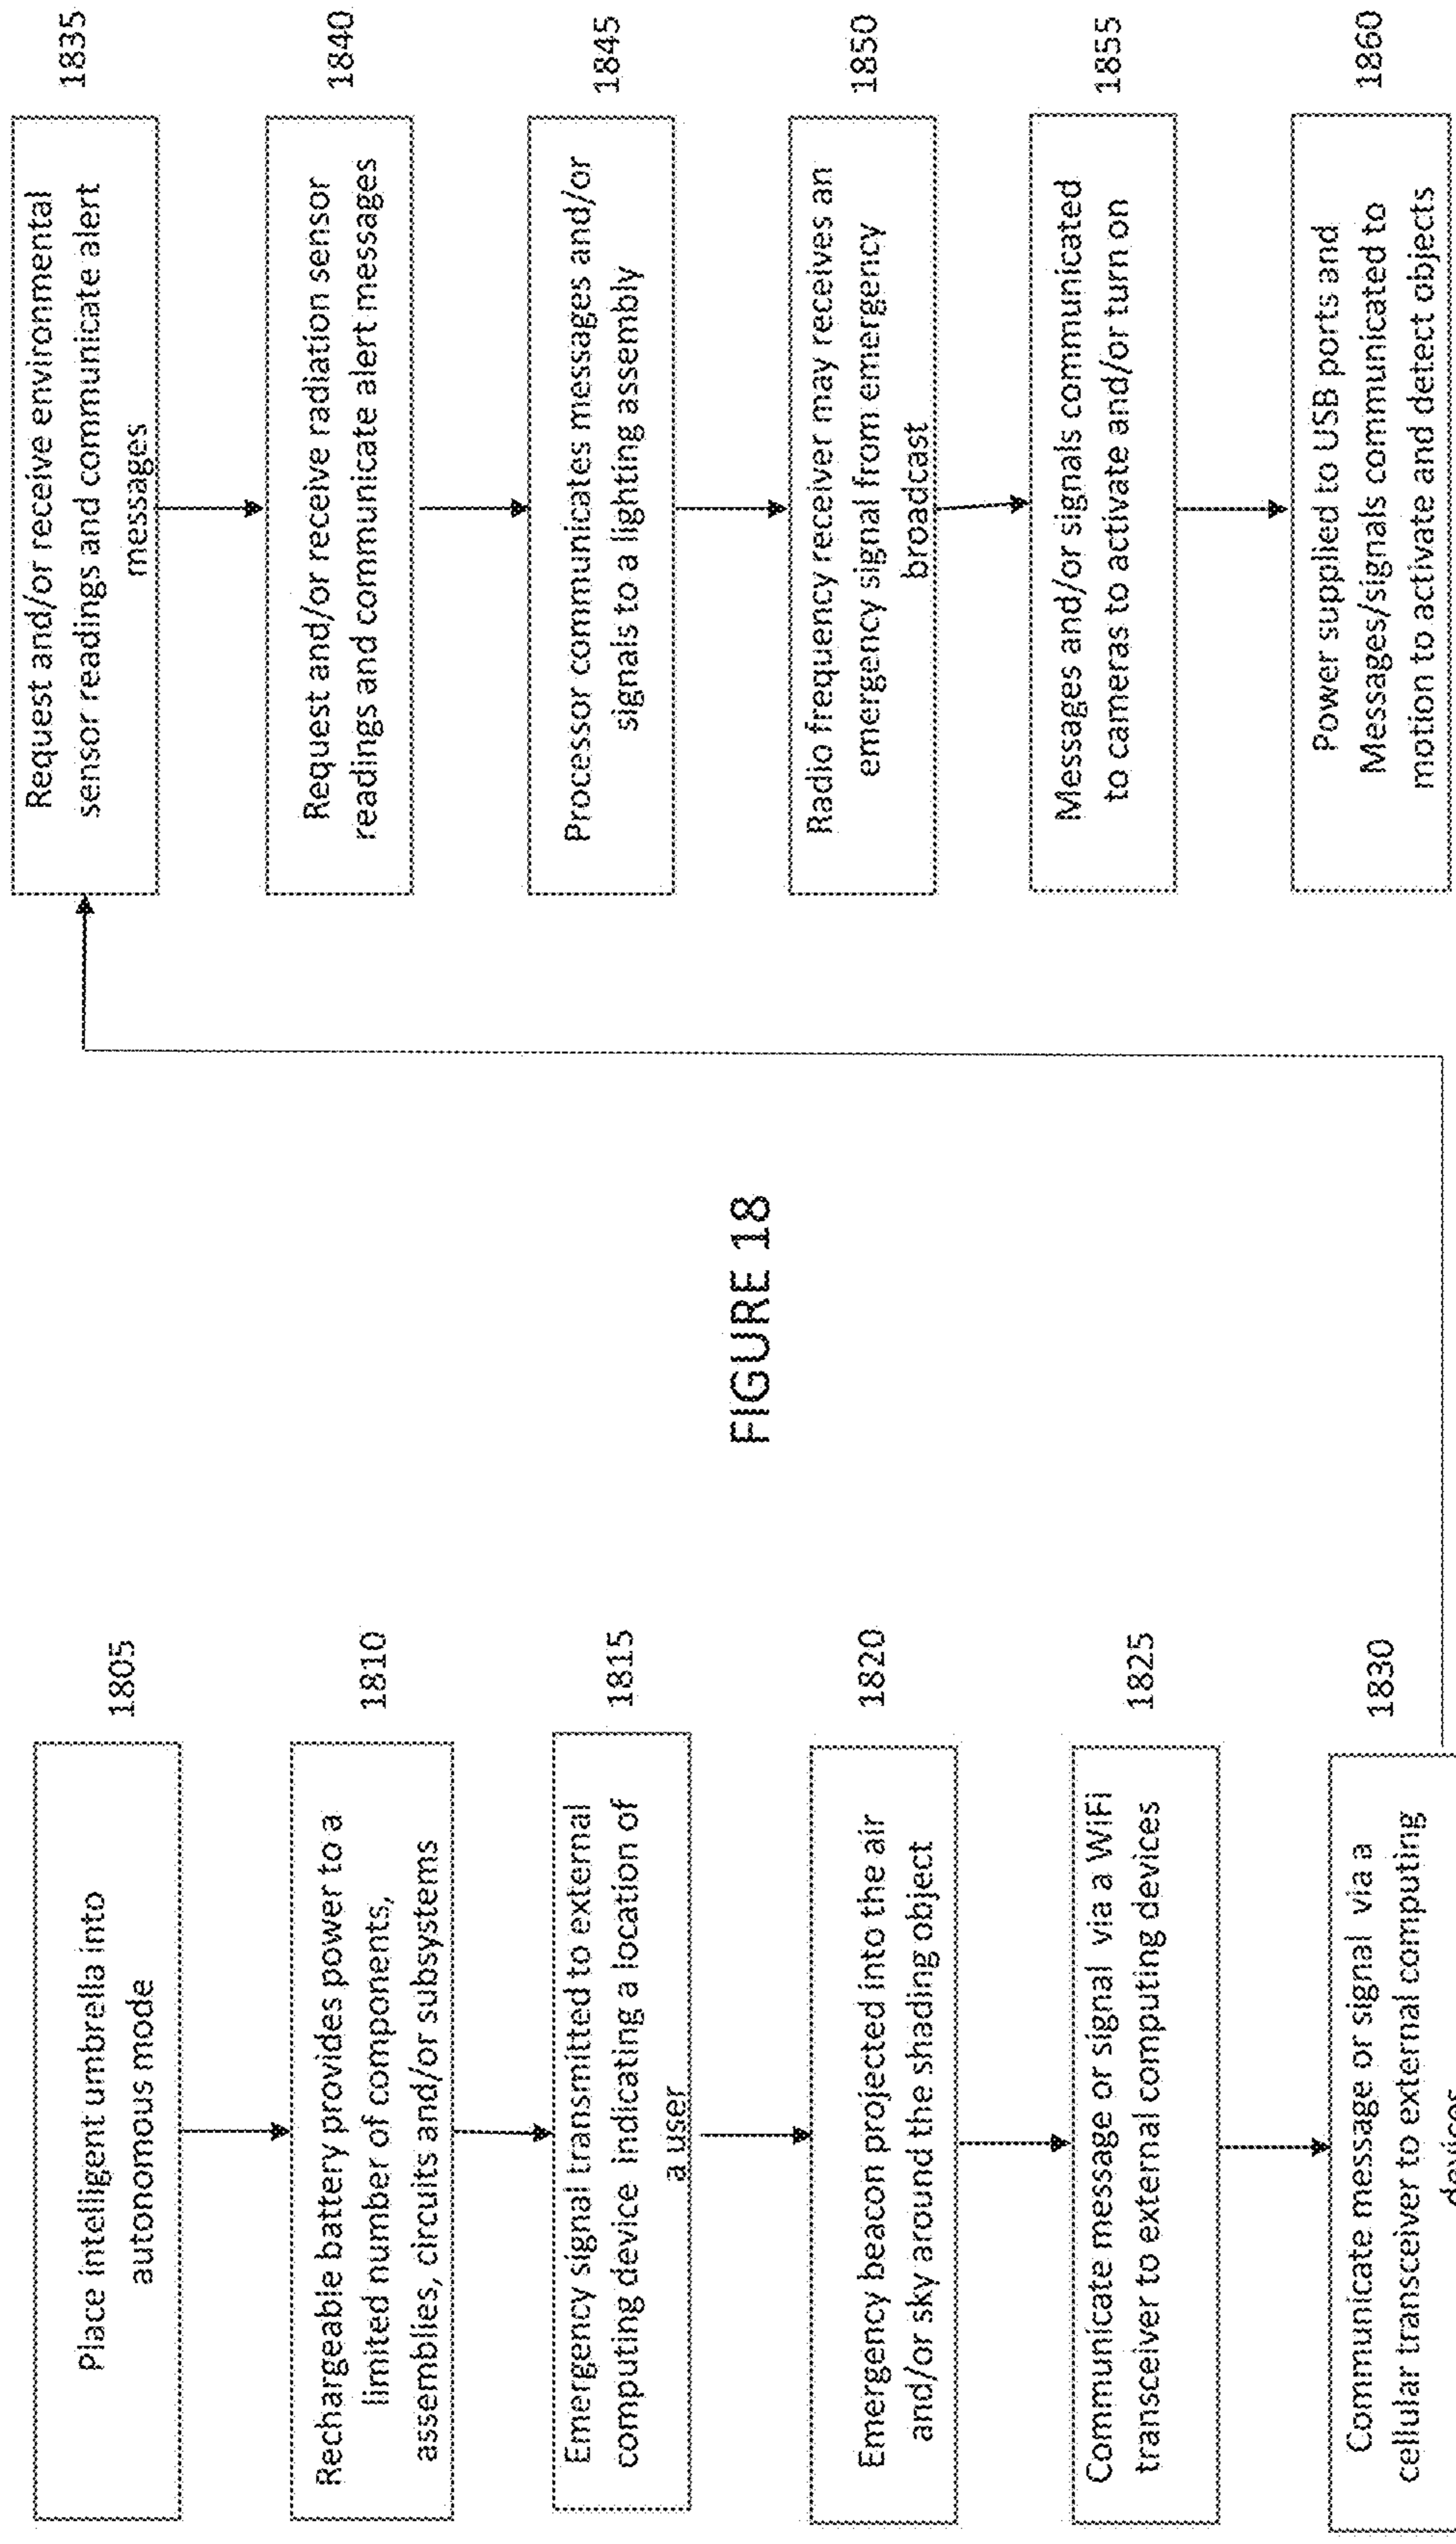 Place intelligent umbrella into
autonomous mode
1805
Rechargeable battery provides power to a
limited number of components,
assemblies, circuits and/or subsystems
1810
Emergency signal transmitted to external
computing device indicating a location of
a user
1815
Emergency beacon projected into the air
and/or sky around the shading object
1820
Communicate message or signal via a WiFi
transceiver to external computing devices
1825
Communicate message or signal via a
cellular transceiver to external computing
devices
1830
FIGURE 18
Request and/or receive environmental
sensor readings and communicate alert
messages
1835
Request and/or receive radiation sensor
readings and communicate alert messages
1840
Processor communicates messages and/or
signals to a lighting assembly
1845
Radio frequency receiver may receives an
emergency signal from emergency
broadcast
1850
Messages and/or signals communicated
to cameras to activate and/or turn on
1855
Power supplied to USB ports and
Messages/signals communicated to
motion to activate and detect objects
1860